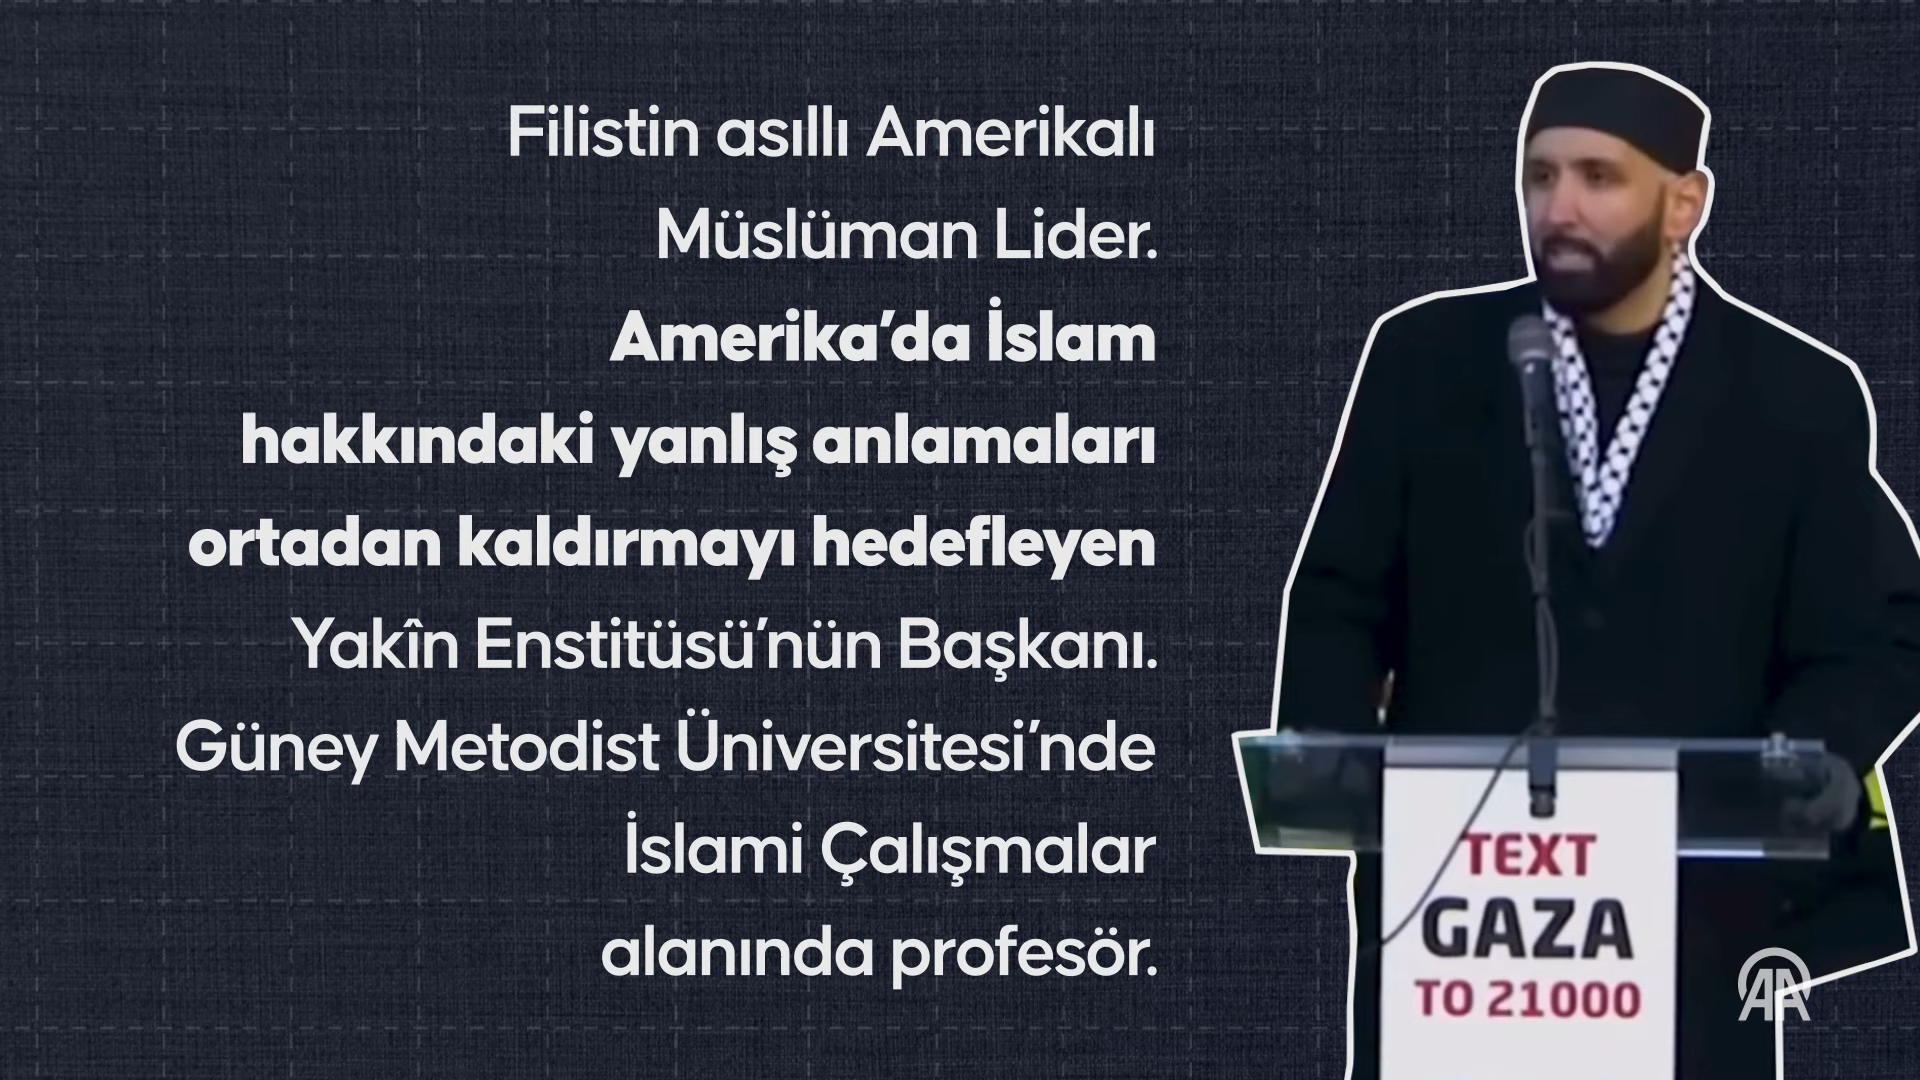 Filistin asıllı Amerikalı
Müslüman Lider.
Amerika’da İslam
hakkındaki yanlış anlamaları
ortadan kaldırmayı hedefleyen
Yakîn Enstitüsü’nün Başkanı.
Güney Metodist Üniversitesi’nde
İslami Çalışmalar
alanında profesör.
TEXT
GAZA
TO 21000
AA